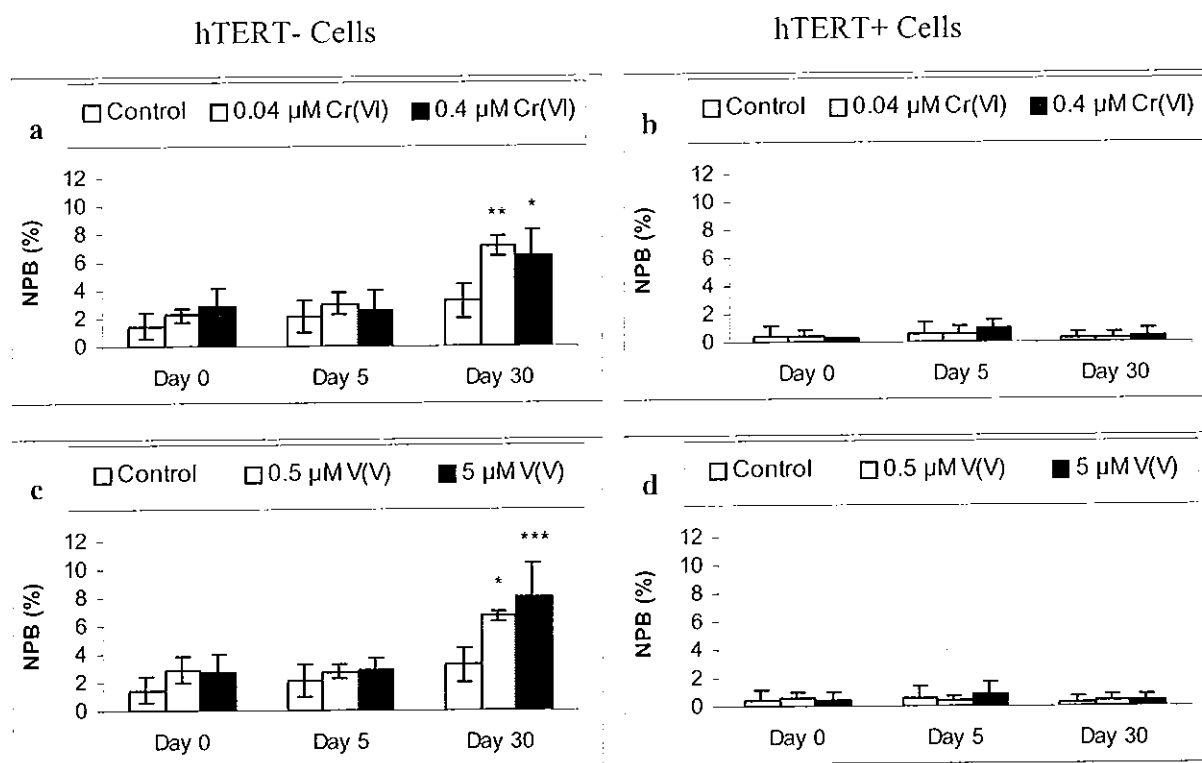 hTERT- Cells
hTERT+ Cells
a
Control 0.04 µM Cr(VI) 0.4 µM Cr(VI)
12
10
8
6
4
2
0
NPB (%)
** *
Day 0 Day 5 Day 30
b
Control 0.04 µM Cr(VI) 0.4 µM Cr(VI)
12
10
8
6
4
2
0
NPB (%)
Day 0 Day 5 Day 30
c
Control 0.5 µM V(V) 5 µM V(V)
12
10
8
6
4
2
0
NPB (%)
* ***
Day 0 Day 5 Day 30
d
Control 0.5 µM V(V) 5 µM V(V)
12
10
8
6
4
2
0
NPB (%)
Day 0 Day 5 Day 30